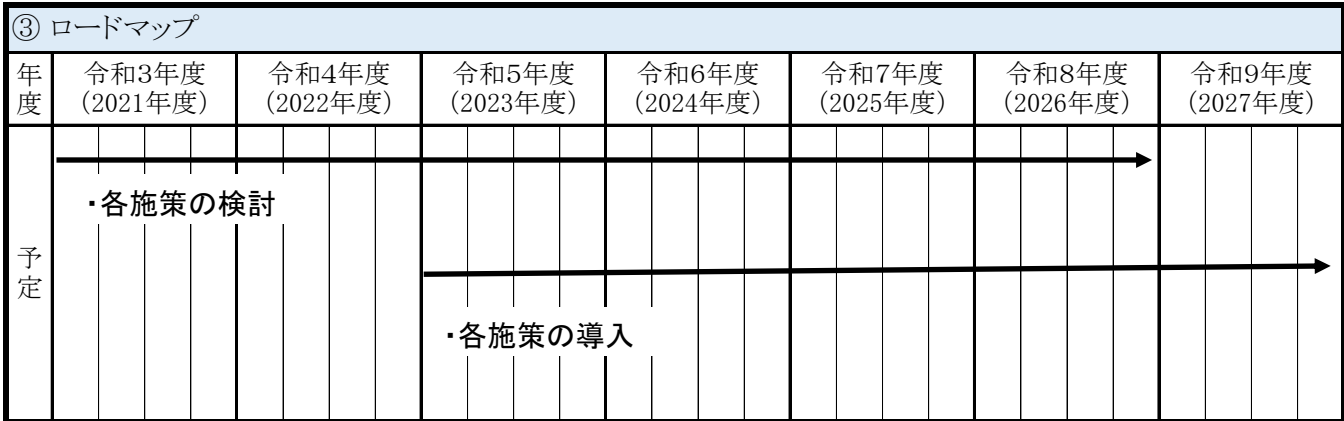 ③ ロードマップ
年度
令和3年度
(2021年度)
令和4年度
(2022年度)
令和5年度
(2023年度)
令和6年度
(2024年度)
令和7年度
(2025年度)
令和8年度
(2026年度)
令和9年度
(2027年度)
予定
・各施策の検討
・各施策の導入